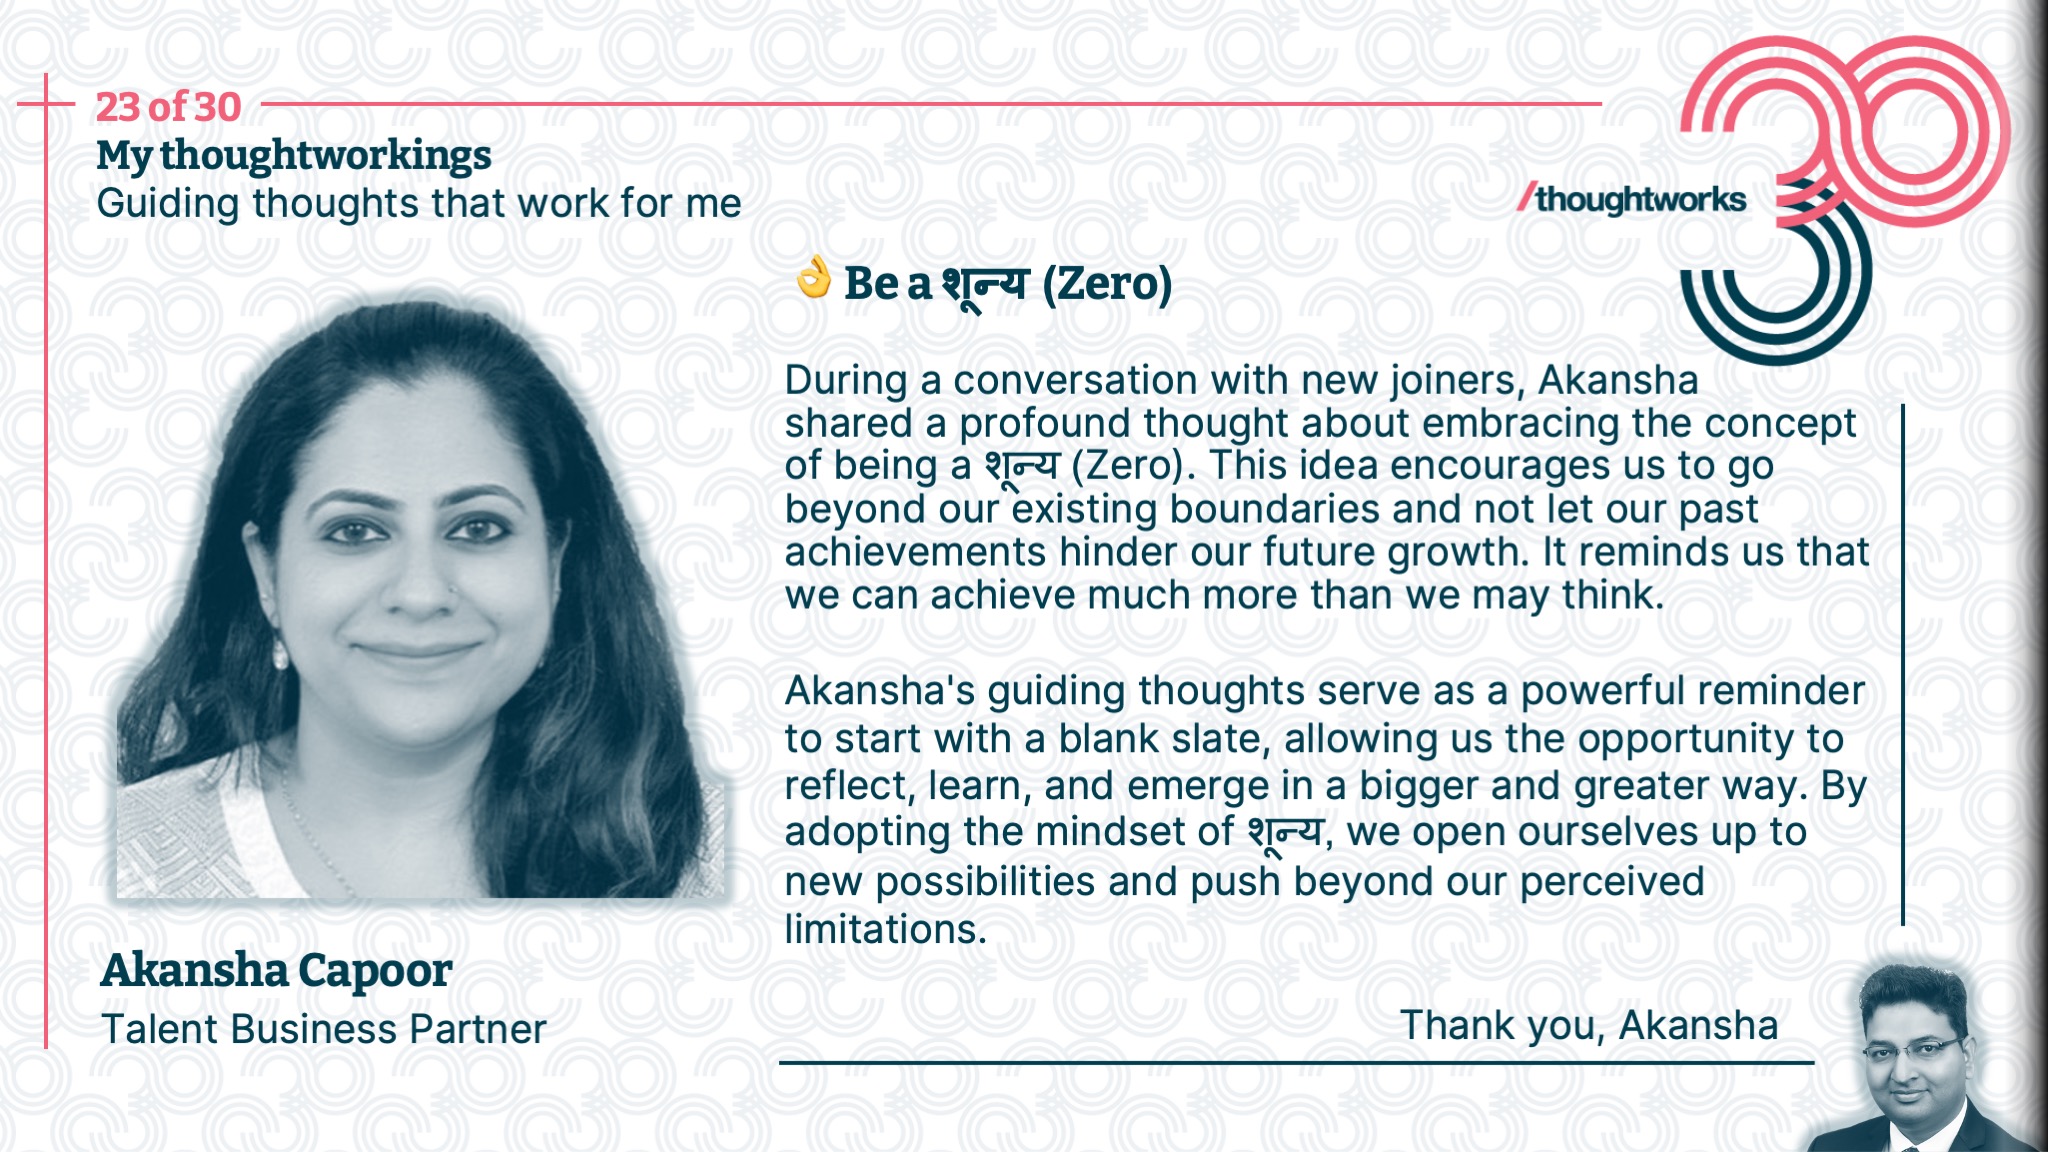 23 of 30
My thoughtworkings
Guiding thoughts that work for me
/thoughtworks
30
3
👌 Be a शून्य (Zero)
During a conversation with new joiners, Akansha
shared a profound thought about embracing the concept
of being a शून्य (Zero). This idea encourages us to go
beyond our existing boundaries and not let our past
achievements hinder our future growth. It reminds us that
we can achieve much more than we may think.
Akansha's guiding thoughts serve as a powerful reminder
to start with a blank slate, allowing us the opportunity to
reflect, learn, and emerge in a bigger and greater way. By
adopting the mindset of शून्य, we open ourselves up to
new possibilities and push beyond our perceived
limitations.
Akansha Capoor
Talent Business Partner
Thank you, Akansha